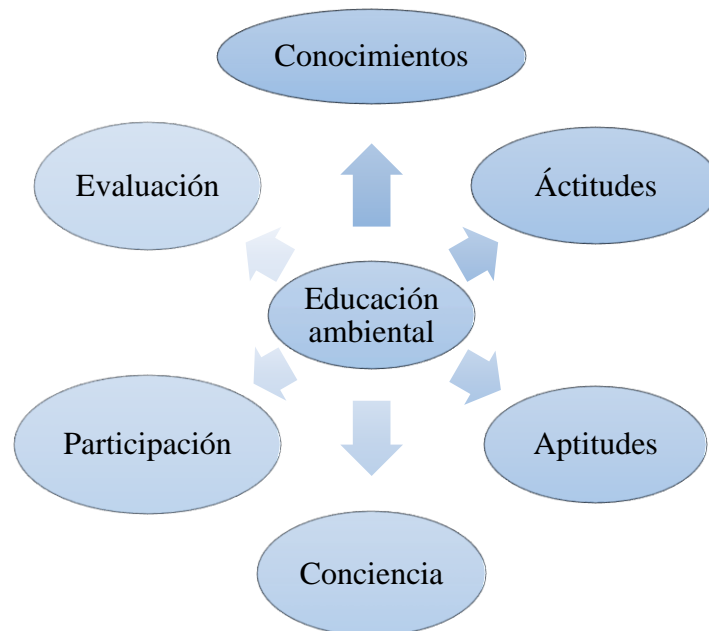 Conocimientos
Evaluación
Áctitudes
Educación
ambiental
Participación
Aptitudes
Conciencia